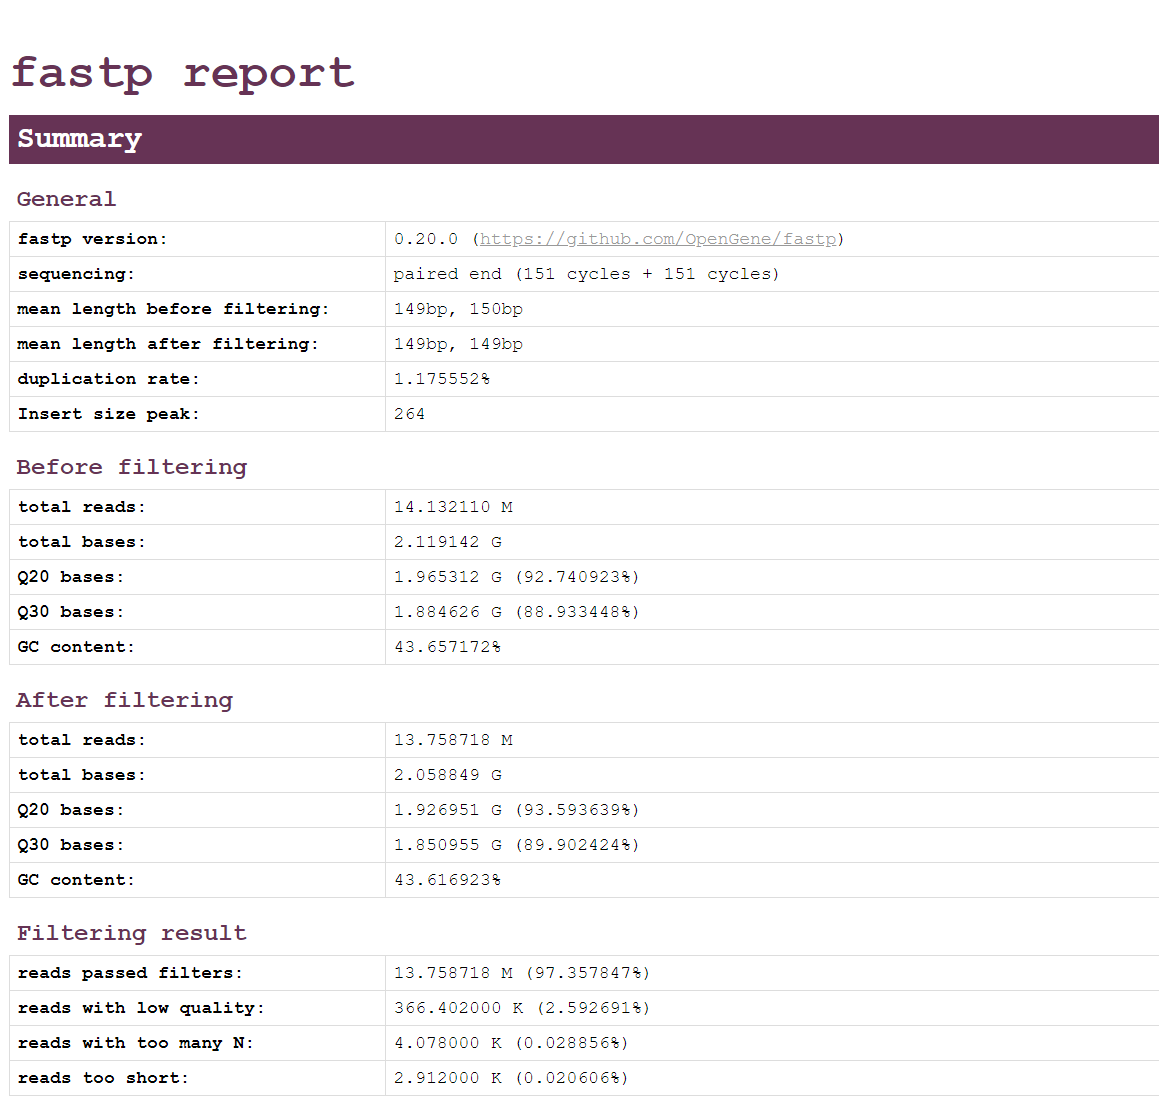 fastp report
Summary
General
fastp version: 0.20.0 (https://github.com/OpenGene/fastp)
sequencing: paired end (151 cycles + 151 cycles)
mean length before filtering: 149bp, 150bp
mean length after filtering: 149bp, 149bp
duplication rate: 1.175552%
Insert size peak: 264
Before filtering
total reads: 14.132110 M
total bases: 2.119142 G
Q20 bases: 1.965312 G (92.740923%)
Q30 bases: 1.884626 G (88.933448%)
GC content: 43.657172%
After filtering
total reads: 13.758718 M
total bases: 2.058849 G
Q20 bases: 1.926951 G (93.593639%)
Q30 bases: 1.850955 G (89.902424%)
GC content: 43.616923%
Filtering result
reads passed filters: 13.758718 M (97.357847%)
reads with low quality: 366.402000 K (2.592691%)
reads with too many N: 4.078000 K (0.028856%)
reads too short: 2.912000 K (0.020606%)